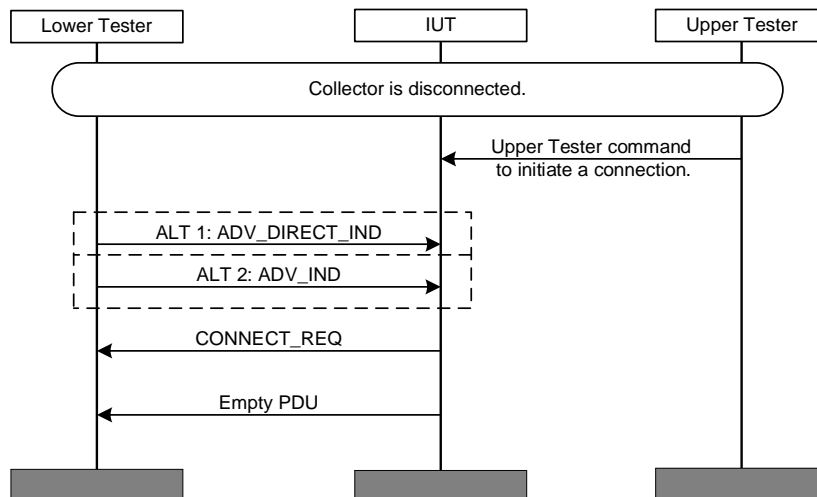 Lower Tester
IUT
Upper Tester
Collector is disconnected.
Upper Tester command
to initiate a connection.
ALT 1: ADV_DIRECT_IND
ALT 2: ADV_IND
CONNECT_REQ
Empty PDU